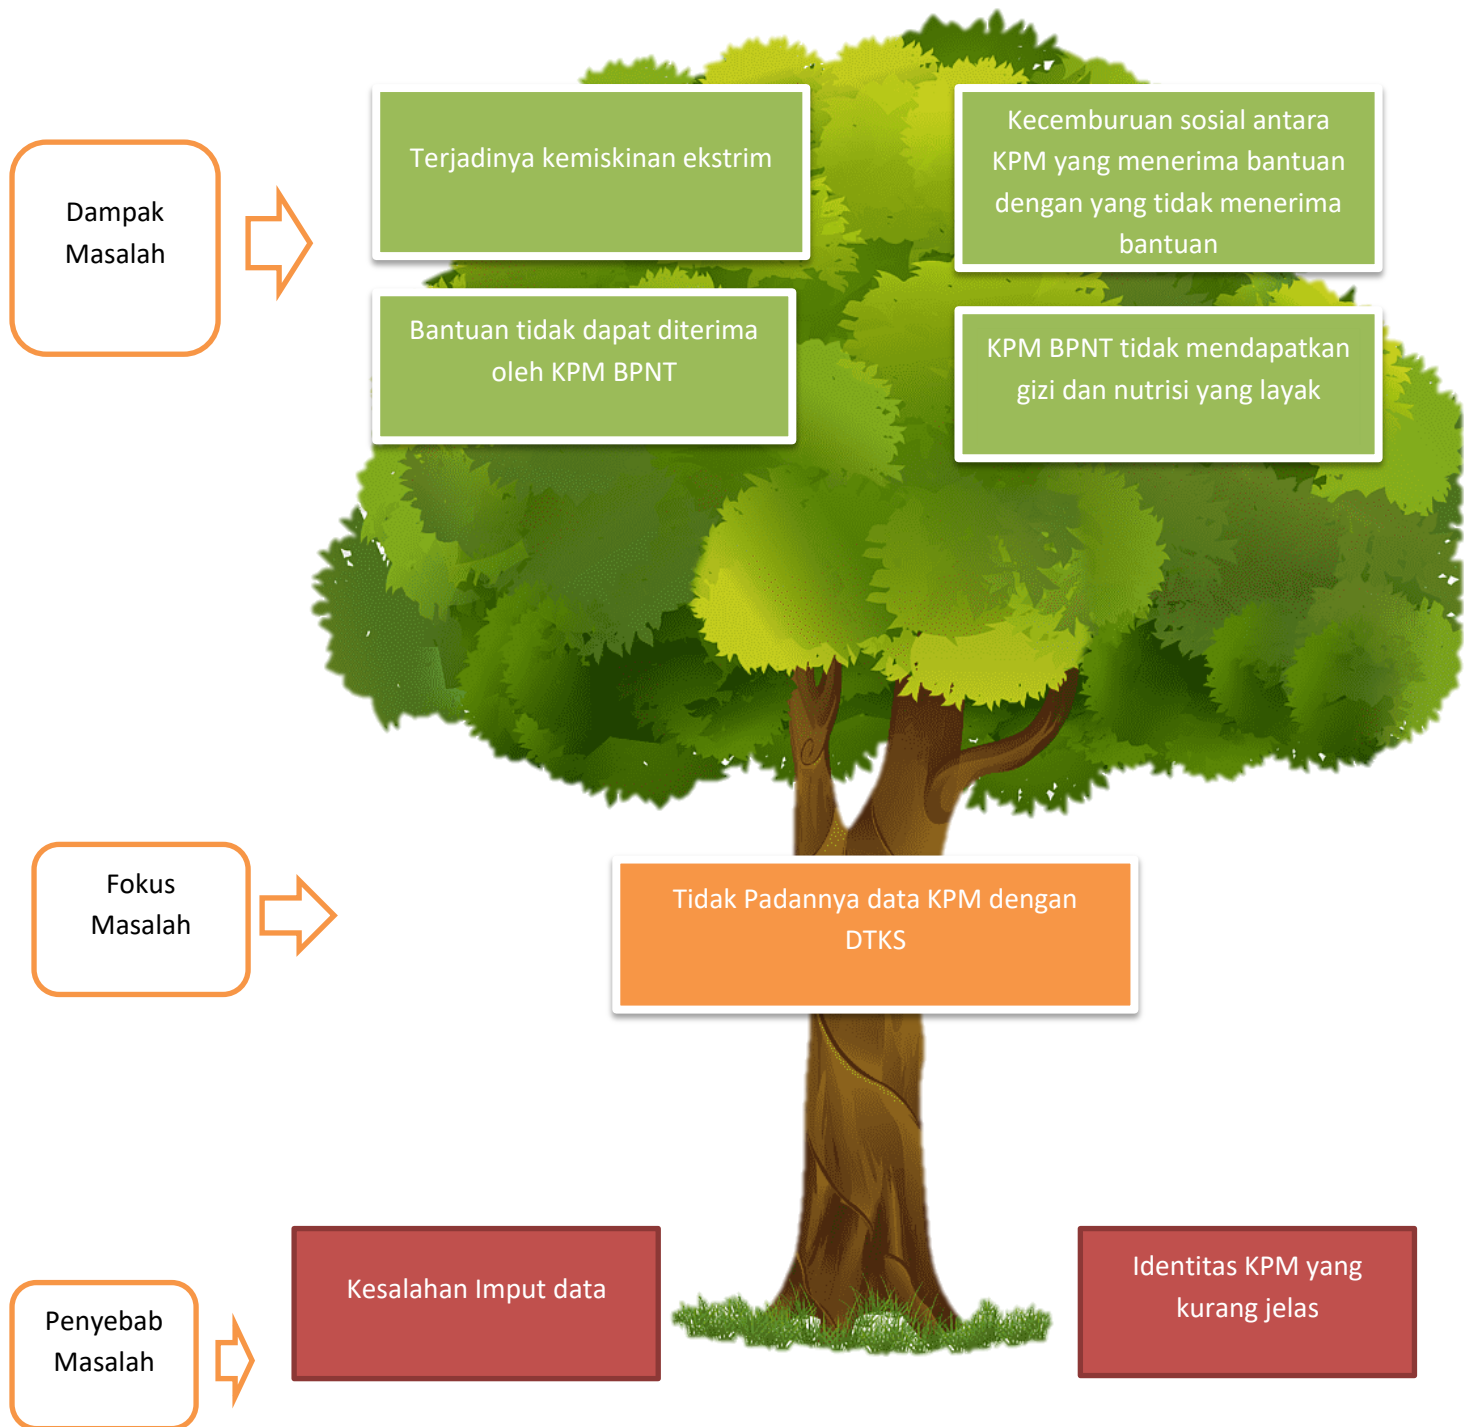 Dampak
Masalah
Terjadinya kemiskinan ekstrim
Kecemburuan sosial antara
KPM yang menerima bantuan
dengan yang tidak menerima
bantuan
Bantuan tidak dapat diterima
oleh KPM BPNT
KPM BPNT tidak mendapatkan
gizi dan nutrisi yang layak
Fokus
Masalah
Tidak Padannya data KPM dengan
DTKS
Penyebab
Masalah
Kesalahan Imput data
Identitas KPM yang
kurang jelas